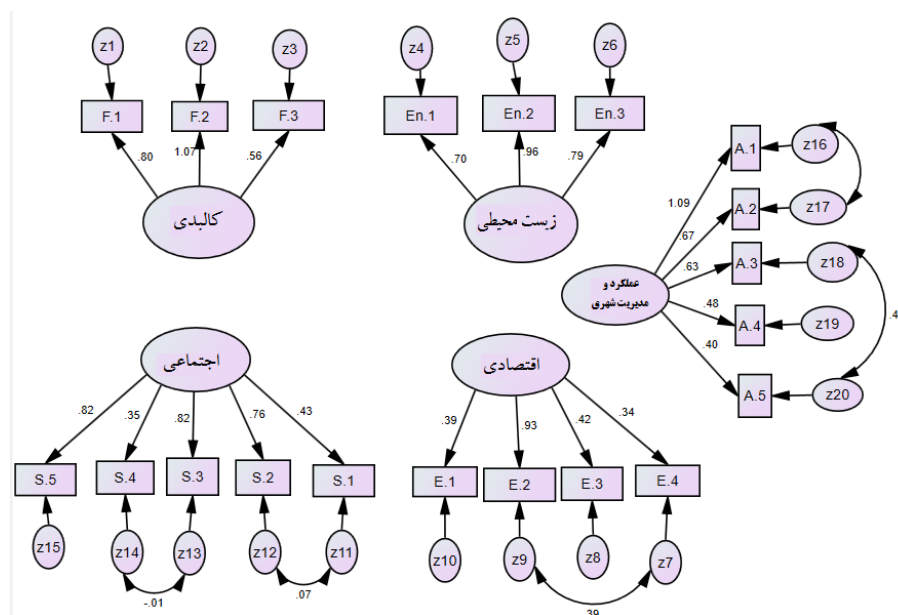 z1
z2
z3
F.1
F.2
F.3
.80
1.07
.56
کالبدی
z4
z5
z6
En.1
En.2
En.3
.70
.96
.79
زیست محیطی
z16
z17
z18
z19
z20
A.1
A.2
A.3
A.4
A.5
1.09
.67
.63
.48
.40
عملکرد و
مدیریت شهری
اجتماعی
.82
.35
.82
.76
.43
S.5
S.4
S.3
S.2
S.1
z15
z14
z13
z12
z11
-.01
.07
اقتصادی
.39
.93
.42
.34
E.1
E.2
E.3
E.4
z10
z9
z8
z7